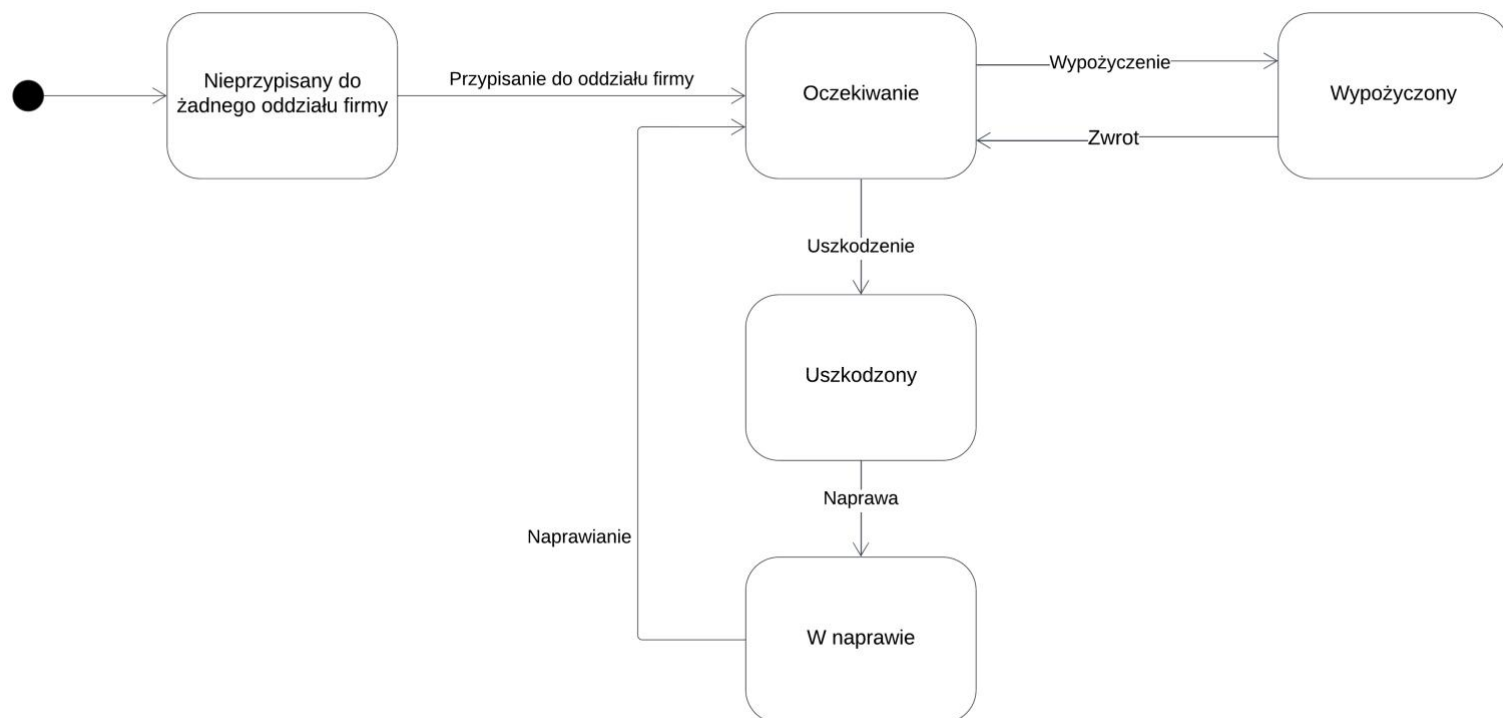 Nieprzypisany do
żadnego oddziału firmy
Przypisanie do oddziału firmy
Oczekiwanie
Wypożyczenie
Wypożyczony
Zwrot
Uszkodzenie
Uszkodzony
Naprawa
Naprawianie
W naprawie